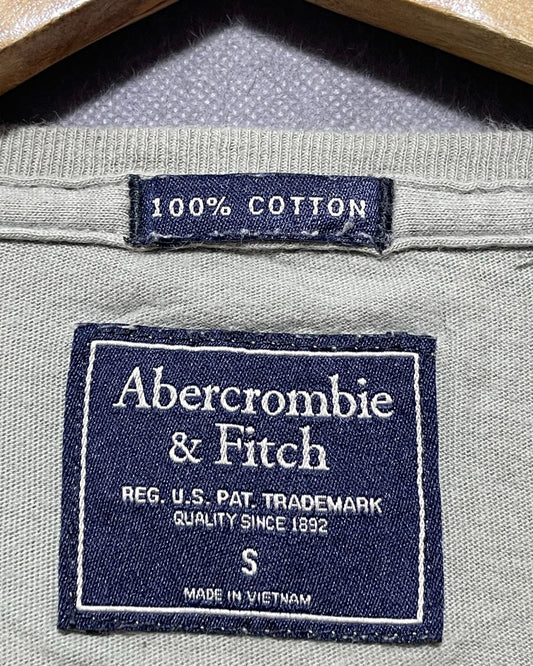 100% COTTON
Abercrombie
& Fitch
REG. U.S. PAT. TRADEMARK
QUALITY SINCE 1892
S
MADE IN VIETNAM